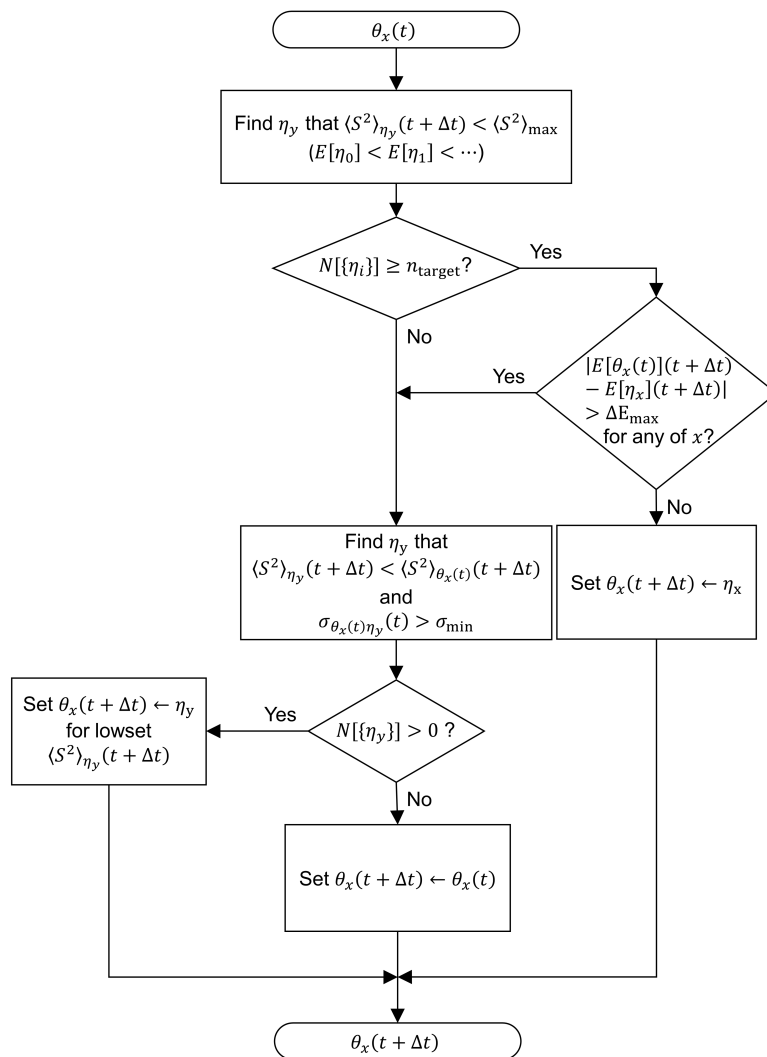 θ_x(t)
Find η_y that ⟨S²⟩_{η_y}(t + Δt) < ⟨S²⟩_max
(E[η_0] < E[η_1] < ⋯)
N[{η_i}] ≥ n_target?
Yes
No
|E[θ_x(t)](t + Δt)
− E[η_x](t + Δt)|
> ΔE_max
for any of x?
Yes
No
Find η_y that
⟨S²⟩_{η_y}(t + Δt) < ⟨S²⟩_{θ_x(t)}(t + Δt)
and
σ_{θ_x(t)η_y}(t) > σ_min
Set θ_x(t + Δt) ← η_x
Set θ_x(t + Δt) ← η_y
for lowset
⟨S²⟩_{η_y}(t + Δt)
Yes
N[{η_y}] > 0 ?
No
Set θ_x(t + Δt) ← θ_x(t)
θ_x(t + Δt)